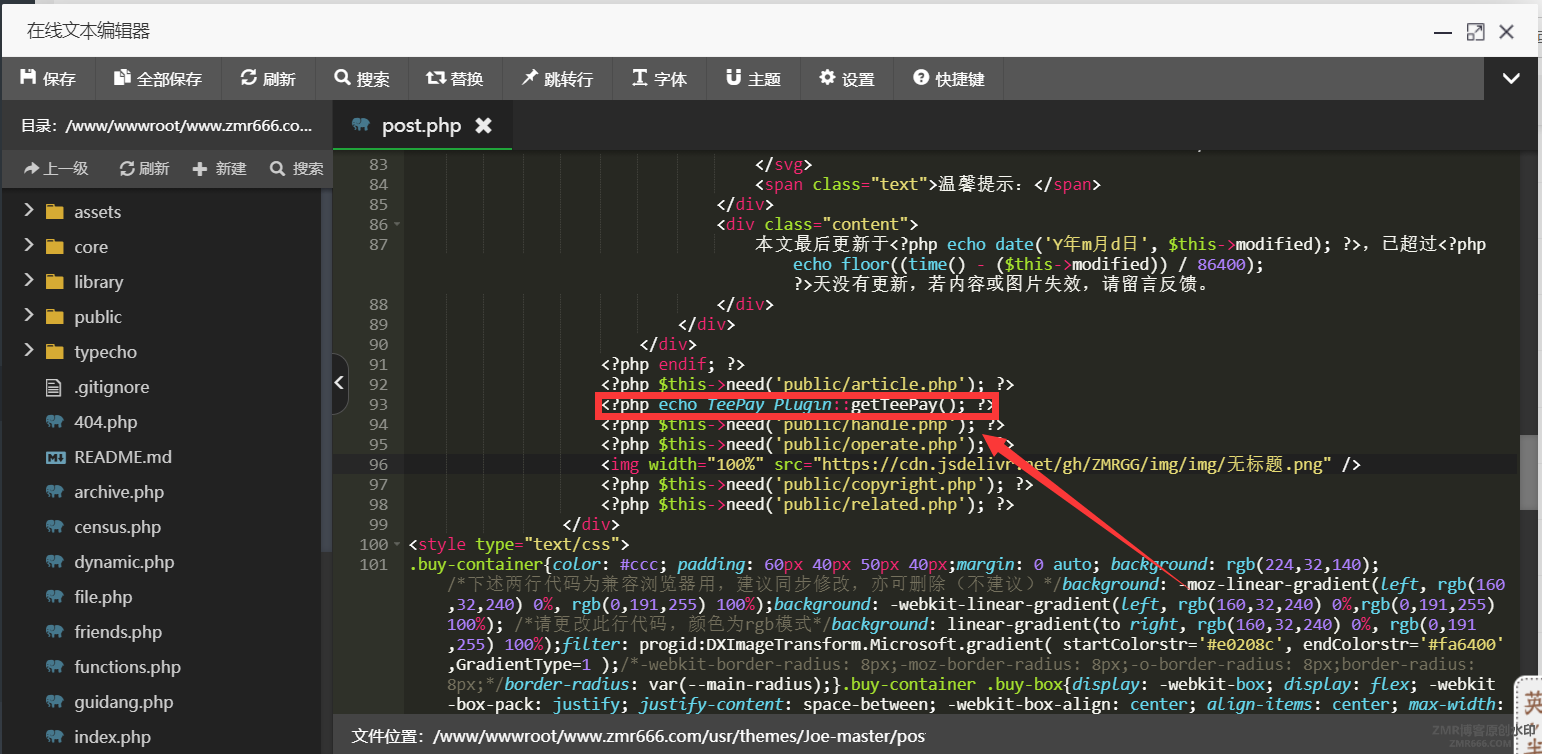 在线文本编辑器
保存 全部保存 刷新 搜索 替换 跳转行 字体 主题 设置 快捷键
目录: /www/wwwroot/www.zmr666.co...
post.php
上一级 刷新 新建 搜索
assets
core
library
public
typecho
.gitignore
404.php
README.md
archive.php
census.php
dynamic.php
file.php
friends.php
functions.php
guidang.php
index.php
83 </svg>
84 <span class="text">温馨提示：</span>
85 </div>
86 <div class="content">
87 本文最后更新于<?php echo date('Y年m月d日', $this->modified); ?>，已超过<?php
echo floor((time() - ($this->modified)) / 86400);
?>天没有更新，若内容或图片失效，请留言反馈。
88 </div>
89 </div>
90 </div>
91 <?php endif; ?>
92 <?php $this->need('public/article.php'); ?>
93 <?php echo TeePay_Plugin::getTeePay(); ?>
94 <?php $this->need('public/handle.php'); ?>
95 <?php $this->need('public/operate.php'); ?>
96 <img width="100%" src="https://cdn.jsdelivr.net/gh/ZMRGG/img/img/无标题.png" />
97 <?php $this->need('public/copyright.php'); ?>
98 <?php $this->need('public/related.php'); ?>
99 </div>
100 <style type="text/css">
101 .buy-container{color: #ccc; padding: 60px 40px 50px 40px;margin: 0 auto; background: rgb(224,32,140);
/*下述两行代码为兼容浏览器用，建议同步修改，亦可删除（不建议）*/background: -moz-linear-gradient(left, rgb(160
,32,240) 0%, rgb(0,191,255) 100%);background: -webkit-linear-gradient(left, rgb(160,32,240) 0%,rgb(0,191,255)
100%); /*请更改此行代码，颜色为rgb模式*/background: linear-gradient(to right, rgb(160,32,240) 0%, rgb(0,191
,255) 100%);filter: progid:DXImageTransform.Microsoft.gradient( startColorstr='#e0208c', endColorstr='#fa6400'
,GradientType=1 );/*-webkit-border-radius: 8px;-moz-border-radius: 8px;-o-border-radius: 8px;border-radius:
8px;*/border-radius: var(--main-radius);}.buy-container .buy-box{display: -webkit-box; display: flex; -webkit
-box-pack: justify; justify-content: space-between; -webkit-box-align: center; align-items: center; max-width:
文件位置: /www/wwwroot/www.zmr666.com/usr/themes/Joe-master/pos
英
ZMR博客原创水印
ZMR666.COM